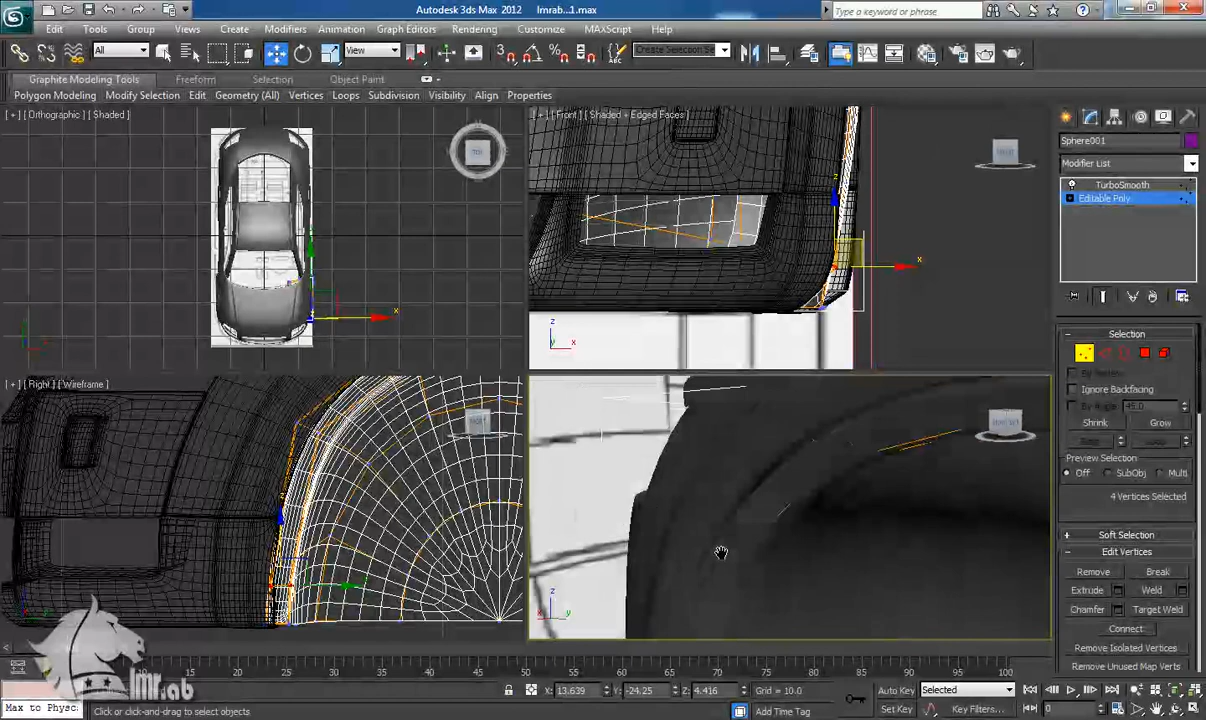 Autodesk 3ds Max 2012 lmrab...1.max
Type a keyword or phrase
Edit Tools Group Views Create Modifiers Animation Graph Editors Rendering Customize MAXScript Help
All View Create Selection Se
Graphite Modeling Tools Freeform Selection Object Paint
Polygon Modeling Modify Selection Edit Geometry (All) Vertices Loops Subdivision Visibility Align Properties
[ + ] [ Orthographic ] [ Shaded ]
[ + ] [ Front ] [ Shaded + Edged Faces ]
Sphere001
Modifier List
TurboSmooth
Editable Poly
x
z
x
z
y x
Selection
[ + ] [ Right ] [ Wireframe ]
Ignore Backfacing
45.0
Shrink Grow
Preview Selection
Off SubObj Multi
4 Vertices Selected
Soft Selection
Edit Vertices
Remove Break
Extrude Weld
Chamfer Target Weld
Connect
Remove Isolated Vertices
Remove Unused Map Verts
z
x y
25 30 35 40 45 50 55 60 65 70 75 80 85 90 95 100
lmrab
X: 13.639 Y: -24.25 Z: 4.416 Grid = 10.0
Auto Key Selected
Max to Physc
Click or click-and-drag to select objects
Add Time Tag
Set Key Key Filters... 0